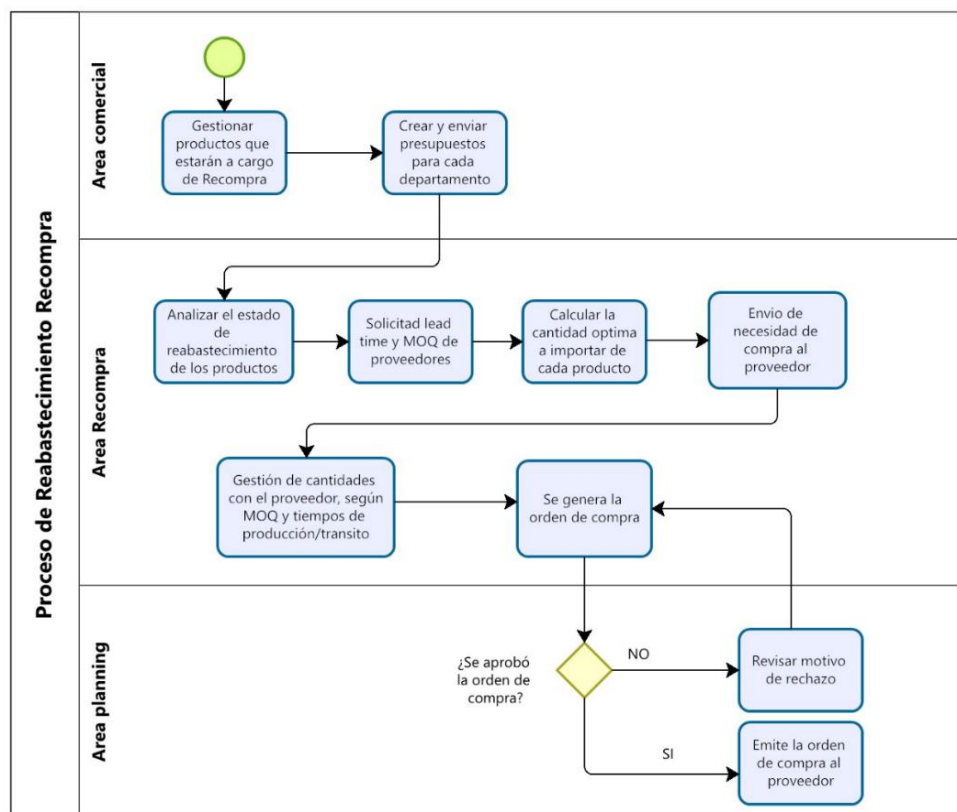 Proceso de Reabastecimiento Recompra
Area comercial
Gestionar
productos que
estarán a cargo
de Recompra
Crear y enviar
presupuestos
para cada
departamento
Area Recompra
Analizar el estado
de
reabastecimiento
de los productos
Solicitad lead
time y MOQ de
proveedores
Calcular la
cantidad optima
a importar de
cada producto
Envio de
necesidad de
compra al
proveedor
Gestión de cantidades
con el proveedor, según
MOQ y tiempos de
producción/transito
Se genera la
orden de compra
Area planning
¿Se aprobó
la orden de
compra?
NO
Revisar motivo
de rechazo
SI
Emite la orden
de compra al
proveedor